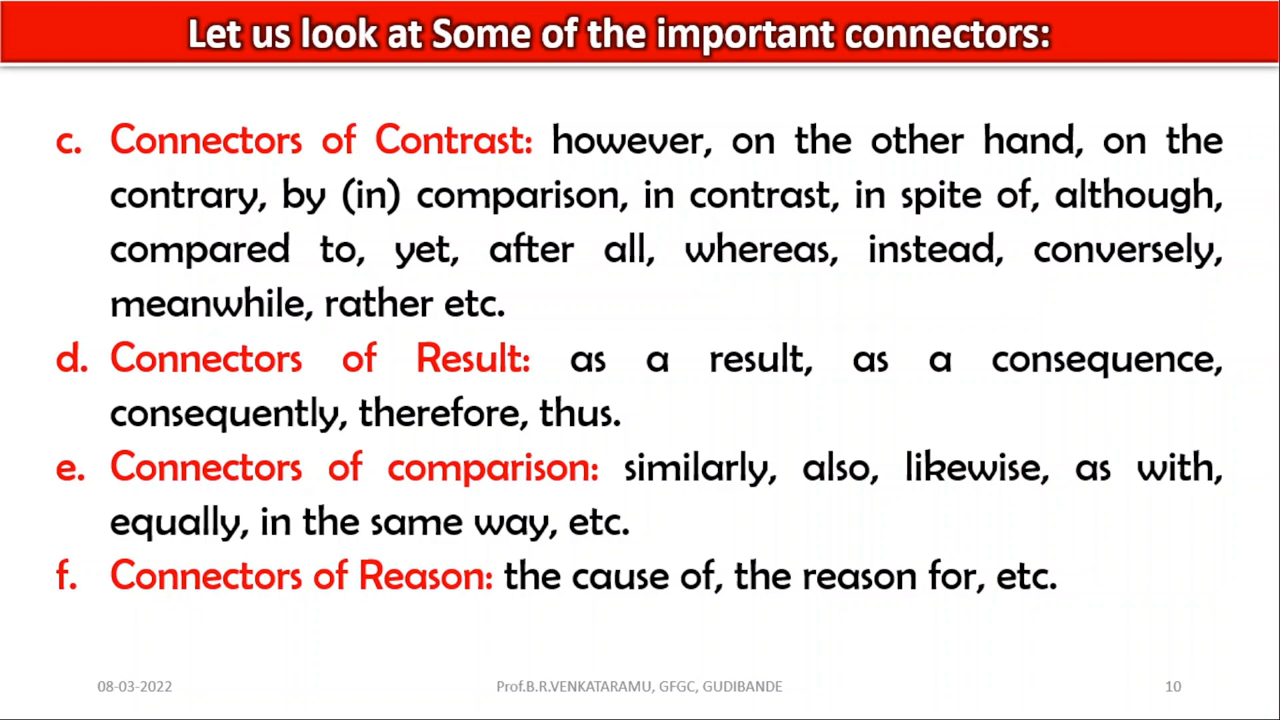 Let us look at Some of the important connectors:
c. Connectors of Contrast: however, on the other hand, on the
contrary, by (in) comparison, in contrast, in spite of, although,
compared to, yet, after all, whereas, instead, conversely,
meanwhile, rather etc.
d. Connectors of Result: as a result, as a consequence,
consequently, therefore, thus.
e. Connectors of comparison: similarly, also, likewise, as with,
equally, in the same way, etc.
f. Connectors of Reason: the cause of, the reason for, etc.
08-03-2022 Prof.B.R.VENKATARAMU, GFGC, GUDIBANDE 10